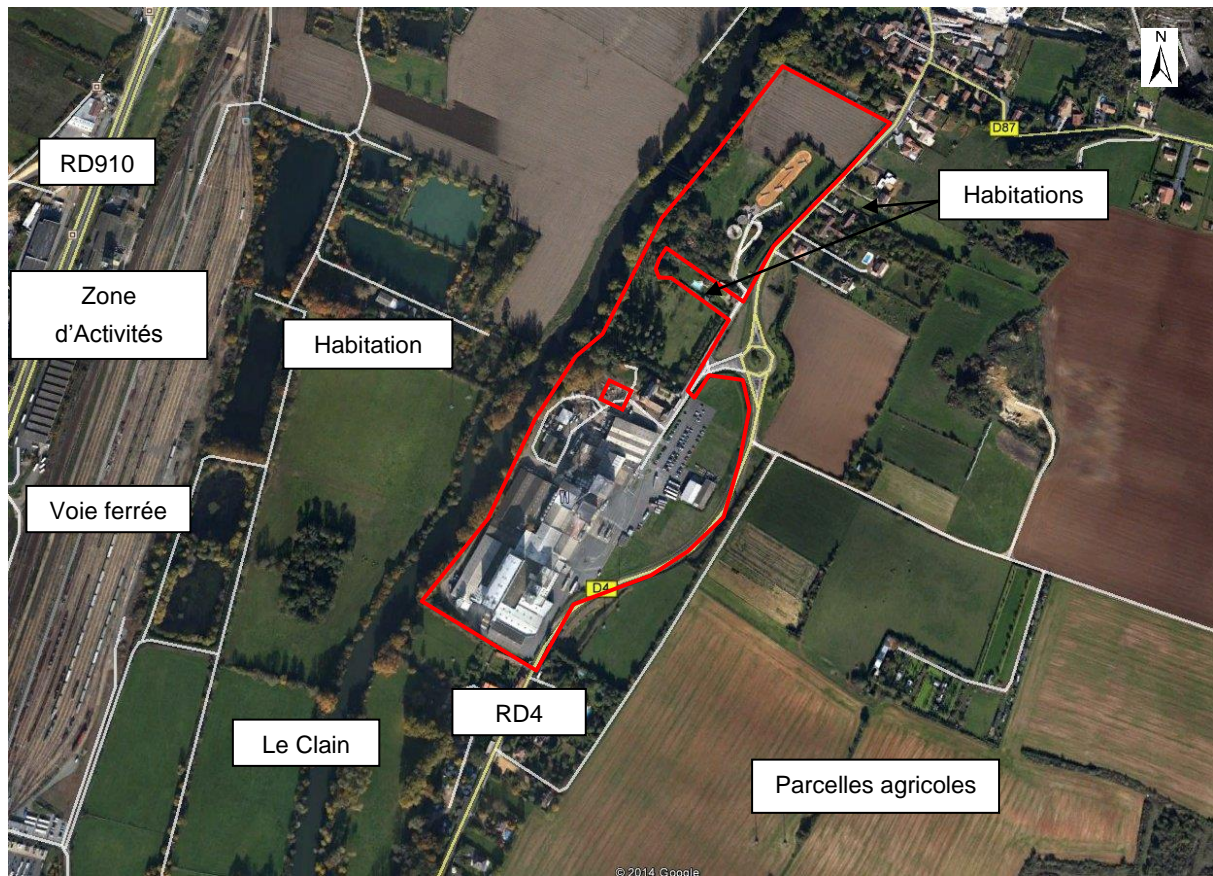 N
D87
RD910
Habitations
Zone
d'Activités
Habitation
Voie ferrée
D4
RD4
Le Clain
Parcelles agricoles
© 2014 Google